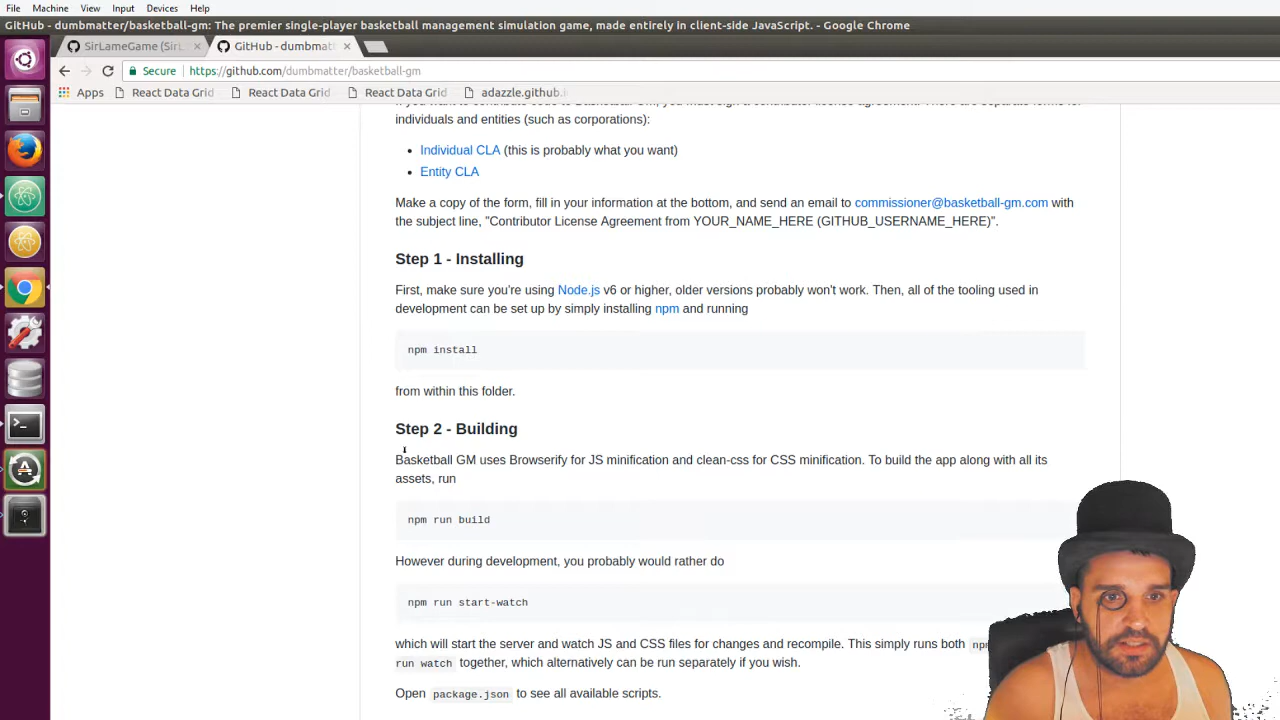 File Machine View Input Devices Help
GitHub - dumbmatter/basketball-gm: The premier single-player basketball management simulation game, made entirely in client-side JavaScript. - Google Chrome
SirLameGame (SirL GitHub - dumbmatt
Secure https://github.com/dumbmatter/basketball-gm
Apps React Data Grid React Data Grid React Data Grid adazzle.github.i
individuals and entities (such as corporations):
• Individual CLA (this is probably what you want)
• Entity CLA
Make a copy of the form, fill in your information at the bottom, and send an email to commissioner@basketball-gm.com with
the subject line, "Contributor License Agreement from YOUR_NAME_HERE (GITHUB_USERNAME_HERE)".
Step 1 - Installing
First, make sure you're using Node.js v6 or higher, older versions probably won't work. Then, all of the tooling used in
development can be set up by simply installing npm and running
npm install
from within this folder.
Step 2 - Building
Basketball GM uses Browserify for JS minification and clean-css for CSS minification. To build the app along with all its
assets, run
npm run build
However during development, you probably would rather do
npm run start-watch
which will start the server and watch JS and CSS files for changes and recompile. This simply runs both
run watch together, which alternatively can be run separately if you wish.
Open package.json to see all available scripts.